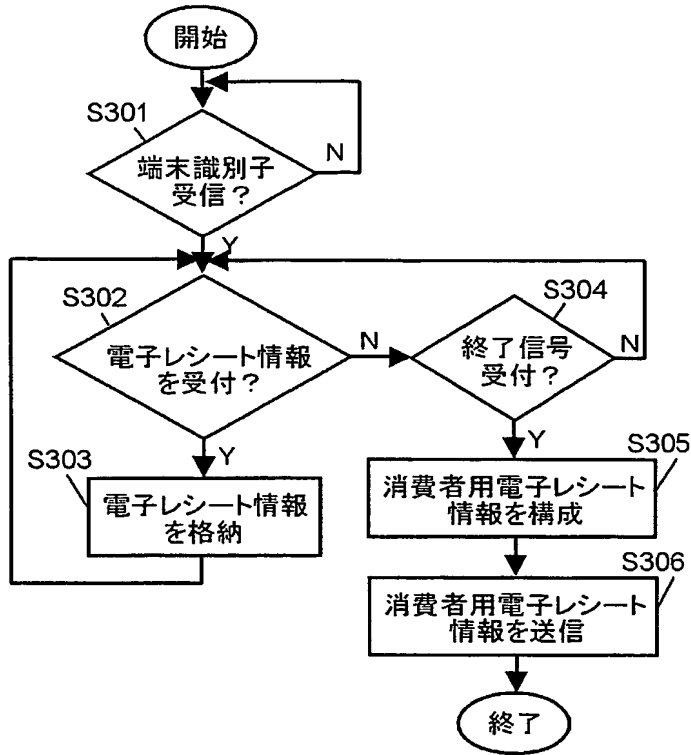 開始
S301
端末識別子
受信？
N
Y
S302
電子レシート情報
を受付？
N
Y
S303
電子レシート情報
を格納
S304
終了信号
受付？
N
Y
S305
消費者用電子レシート
情報を構成
S306
消費者用電子レシート
情報を送信
終了